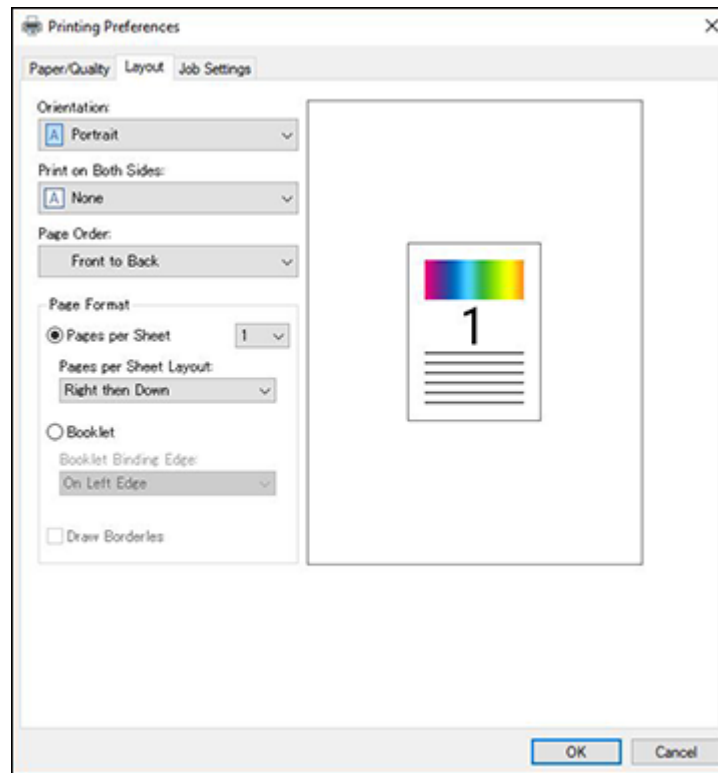 Printing Preferences
Paper/Quality Layout Job Settings
Orientation:
A Portrait
Print on Both Sides:
A None
Page Order:
Front to Back
Page Format
Pages per Sheet 1
Pages per Sheet Layout:
Right then Down
Booklet
Booklet Binding Edge:
On Left Edge
Draw Borderles
1
OK Cancel